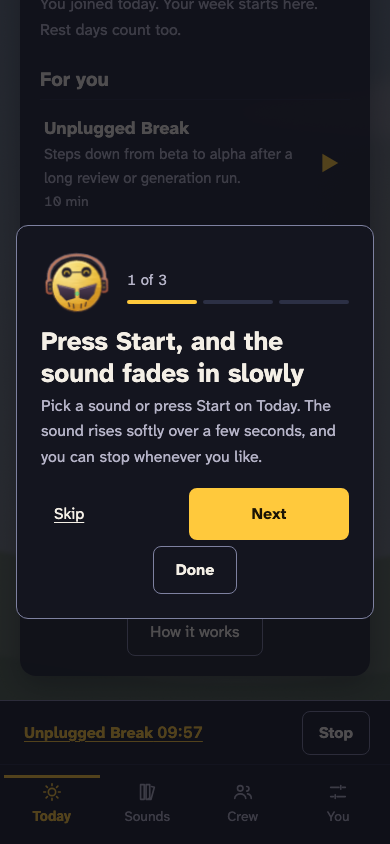 You joined today. Your week starts here.
Rest days count too.
For you
Unplugged Break
Steps down from beta to alpha after a
long review or generation run.
10 min
1 of 3
Press Start, and the
sound fades in slowly
Pick a sound or press Start on Today. The
sound rises softly over a few seconds, and
you can stop whenever you like.
Skip
Next
Done
How it works
Unplugged Break 09:57
Stop
Today
Sounds
Crew
You